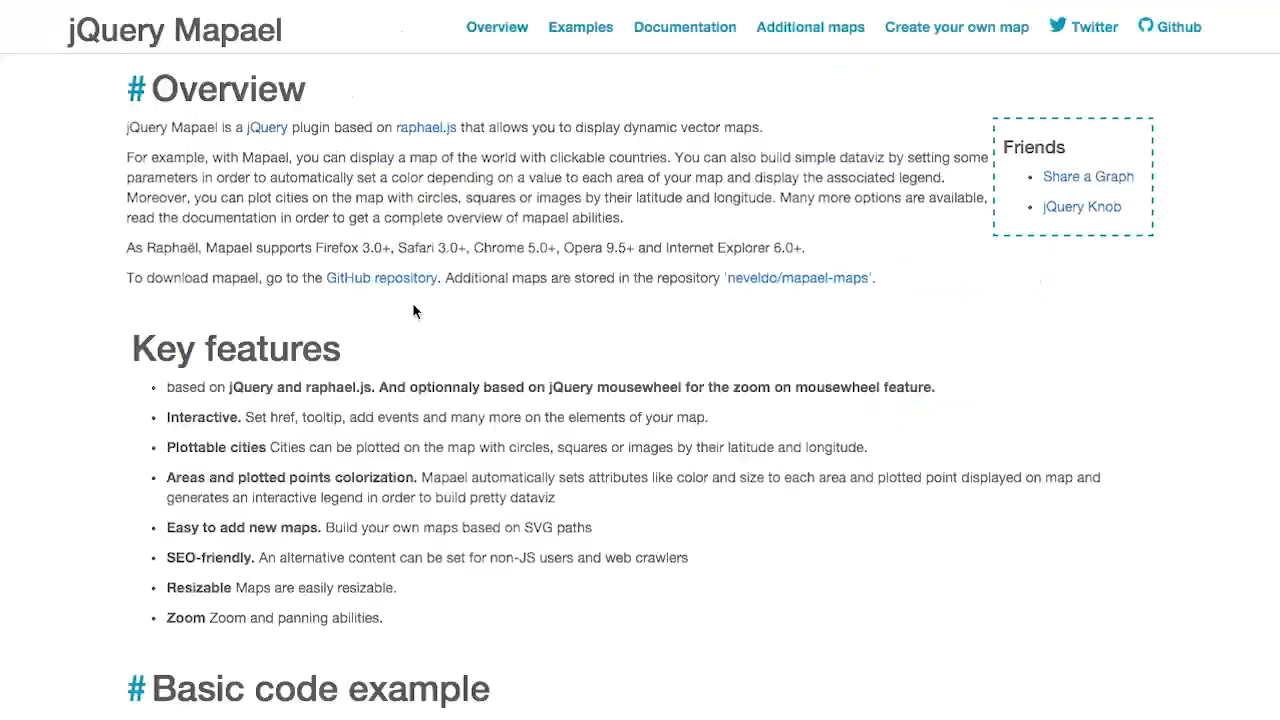 jQuery Mapael
Overview Examples Documentation Additional maps Create your own map Twitter Github
# Overview
jQuery Mapael is a jQuery plugin based on raphael.js that allows you to display dynamic vector maps.
For example, with Mapael, you can display a map of the world with clickable countries. You can also build simple dataviz by setting some
parameters in order to automatically set a color depending on a value to each area of your map and display the associated legend.
Moreover, you can plot cities on the map with circles, squares or images by their latitude and longitude. Many more options are available,
read the documentation in order to get a complete overview of mapael abilities.
As Raphaël, Mapael supports Firefox 3.0+, Safari 3.0+, Chrome 5.0+, Opera 9.5+ and Internet Explorer 6.0+.
To download mapael, go to the GitHub repository. Additional maps are stored in the repository 'neveldo/mapael-maps'.
Friends
• Share a Graph
• jQuery Knob
Key features
• based on jQuery and raphael.js. And optionnaly based on jQuery mousewheel for the zoom on mousewheel feature.
• Interactive. Set href, tooltip, add events and many more on the elements of your map.
• Plottable cities Cities can be plotted on the map with circles, squares or images by their latitude and longitude.
• Areas and plotted points colorization. Mapael automatically sets attributes like color and size to each area and plotted point displayed on map and
generates an interactive legend in order to build pretty dataviz
• Easy to add new maps. Build your own maps based on SVG paths
• SEO-friendly. An alternative content can be set for non-JS users and web crawlers
• Resizable Maps are easily resizable.
• Zoom Zoom and panning abilities.
# Basic code example